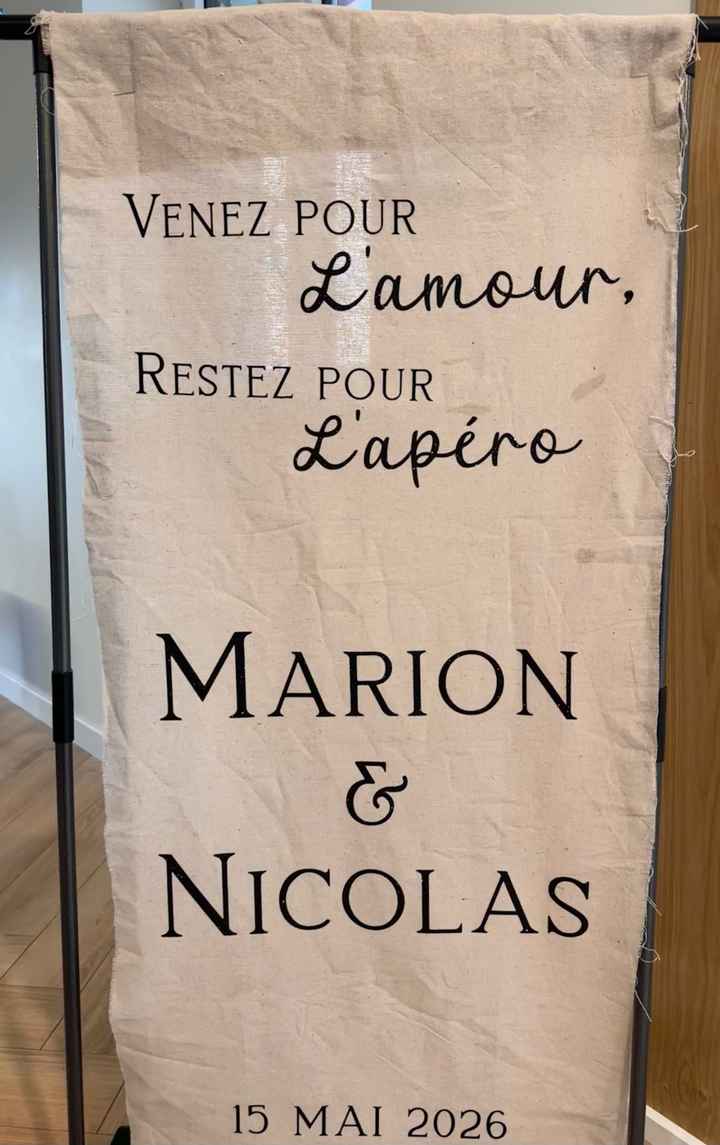 VENEZ POUR
L'amour,
RESTEZ POUR
L'apéro
MARION
&
NICOLAS
15 MAI 2026